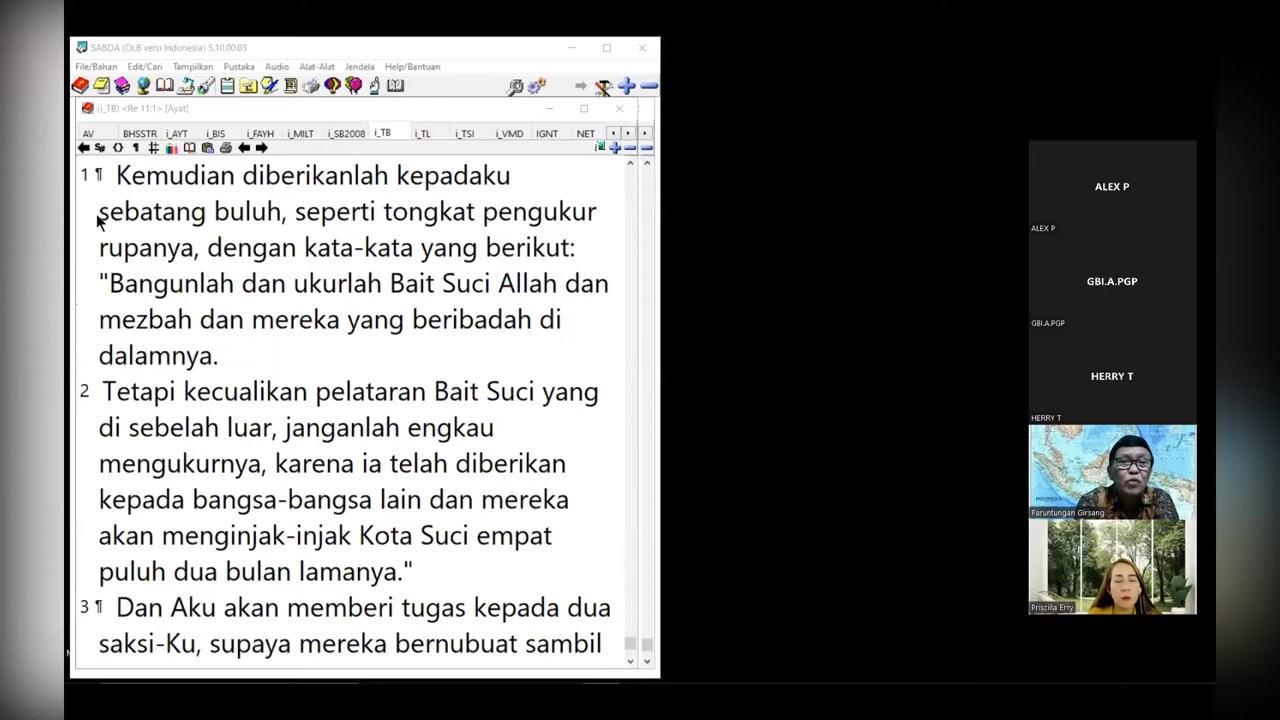 SABDA (OLB versi Indonesia) 5.10.00.03
File/Bahan Edit/Cari Tampilkan Pustaka Audio Alat-Alat Jendela Help/Bantuan
(i_TB) <Re 11:1> [Ayat]
AV BHSSTR i_AYT i_BIS i_FAYH i_MILT i_SB2008 i_TB i_TL i_TSI i_VMD IGNT NET
1 ¶ Kemudian diberikanlah kepadaku
sebatang buluh, seperti tongkat pengukur
rupanya, dengan kata-kata yang berikut:
"Bangunlah dan ukurlah Bait Suci Allah dan
mezbah dan mereka yang beribadah di
dalamnya.
2 Tetapi kecualikan pelataran Bait Suci yang
di sebelah luar, janganlah engkau
mengukurnya, karena ia telah diberikan
kepada bangsa-bangsa lain dan mereka
akan menginjak-injak Kota Suci empat
puluh dua bulan lamanya."
3 ¶ Dan Aku akan memberi tugas kepada dua
saksi-Ku, supaya mereka bernubuat sambil
ALEX P
ALEX P
GBI.A.PGP
GBI.A.PGP
HERRY T
HERRY T
INDONESIA
Paruntungan Girsang
Priscilla Erry